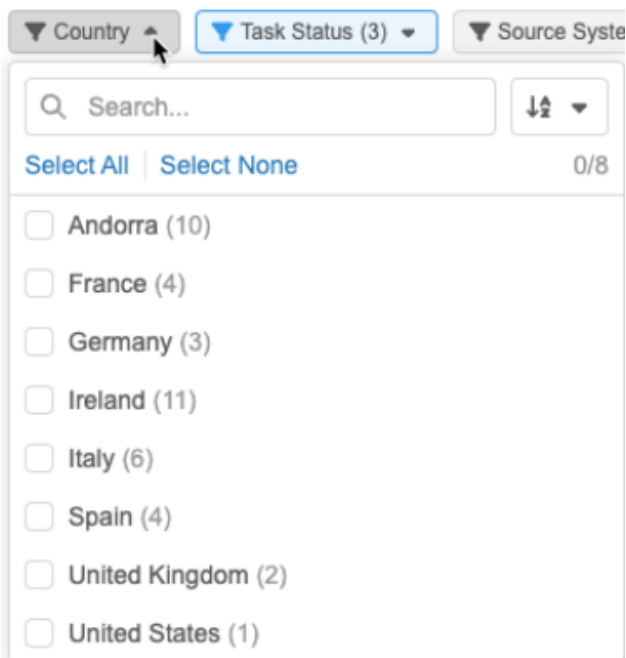 Country Task Status (3) Source Syste
Search...
Select All Select None 0/8
Andorra (10)
France (4)
Germany (3)
Ireland (11)
Italy (6)
Spain (4)
United Kingdom (2)
United States (1)